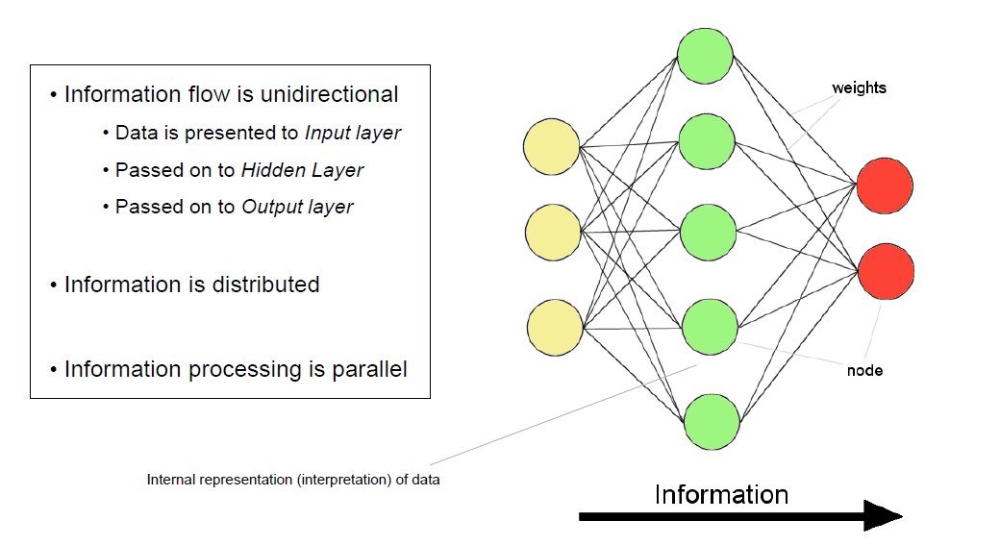 • Information flow is unidirectional
• Data is presented to Input layer
• Passed on to Hidden Layer
• Passed on to Output layer
• Information is distributed
• Information processing is parallel
weights
node
Internal representation (interpretation) of data
Information